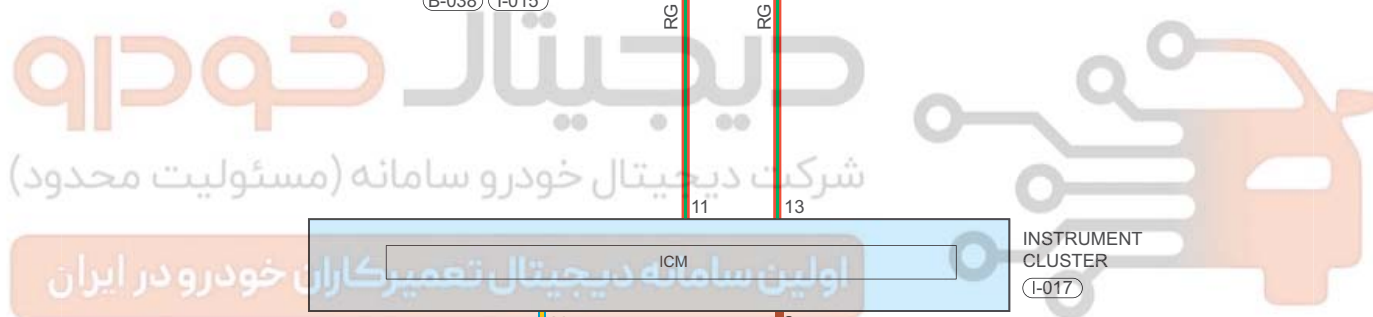 B-038 I-015
RG RG
دیجیتال خودرو
شرکت دیجیتال خودرو سامانه (مسئولیت محدود)
11 13
INSTRUMENT
CLUSTER
I-017
ICM
اولین سامانه دیجیتال تعمیرکاران خودرو در ایران